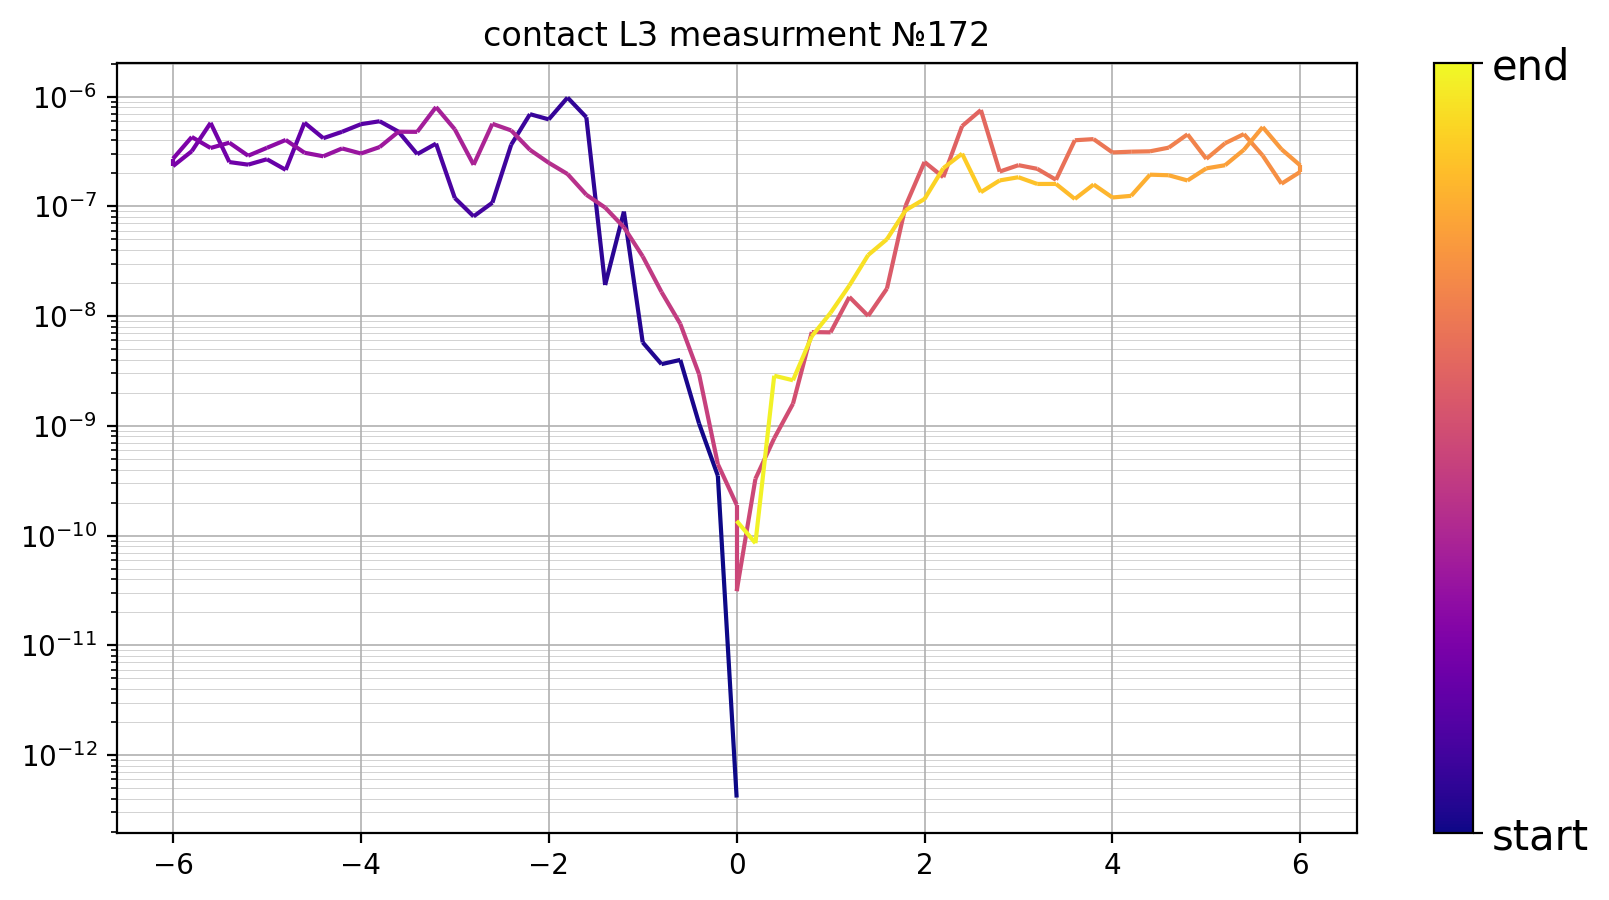 contact L3 measurment №172
10⁻⁶
10⁻⁷
10⁻⁸
10⁻⁹
10⁻¹⁰
10⁻¹¹
10⁻¹²
−6 −4 −2 0 2 4 6
end
start